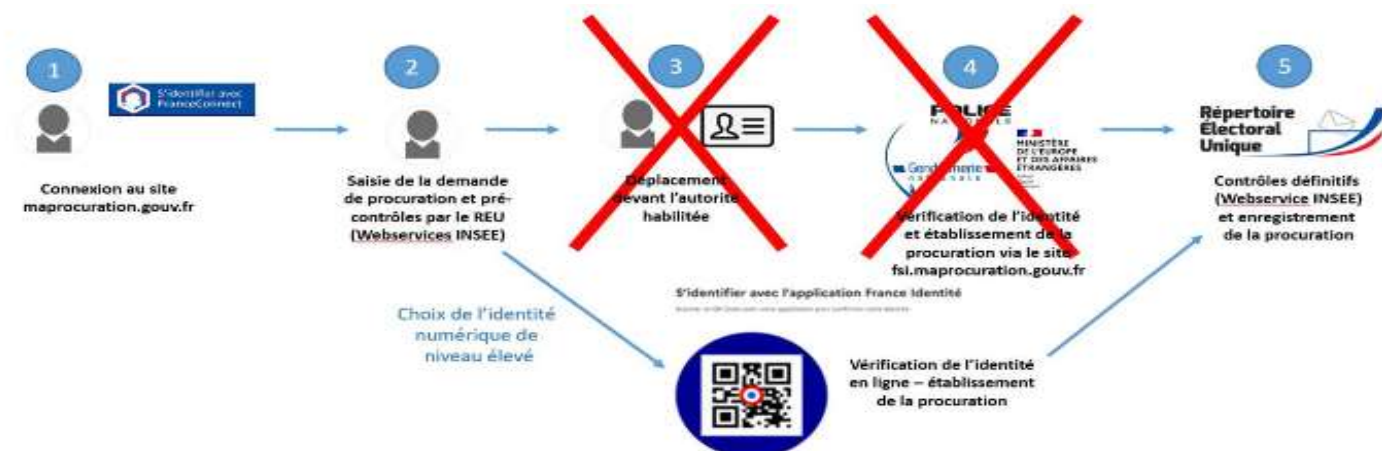 1
S'identifier avec
FranceConnect
Connexion au site
maprocuration.gouv.fr
2
Saisie de la demande
de procuration et pré-
contrôles par le REU
(Webservices INSEE)
3
Déplacement
devant l'autorité
habilitée
4
POLICE
NATIONALE
Gendarmerie
nationale
MINISTÈRE
DE L'EUROPE
ET DES AFFAIRES
ÉTRANGÈRES
Vérification de l'identité
et établissement de la
procuration via le site
fsi.maprocuration.gouv.fr
5
Répertoire
Électoral
Unique
Contrôles définitifs
(Webservice INSEE)
et enregistrement
de la procuration
Choix de l'identité
numérique de
niveau élevé
S'identifier avec l'application France Identité
Vérification de l'identité
en ligne – établissement
de la procuration